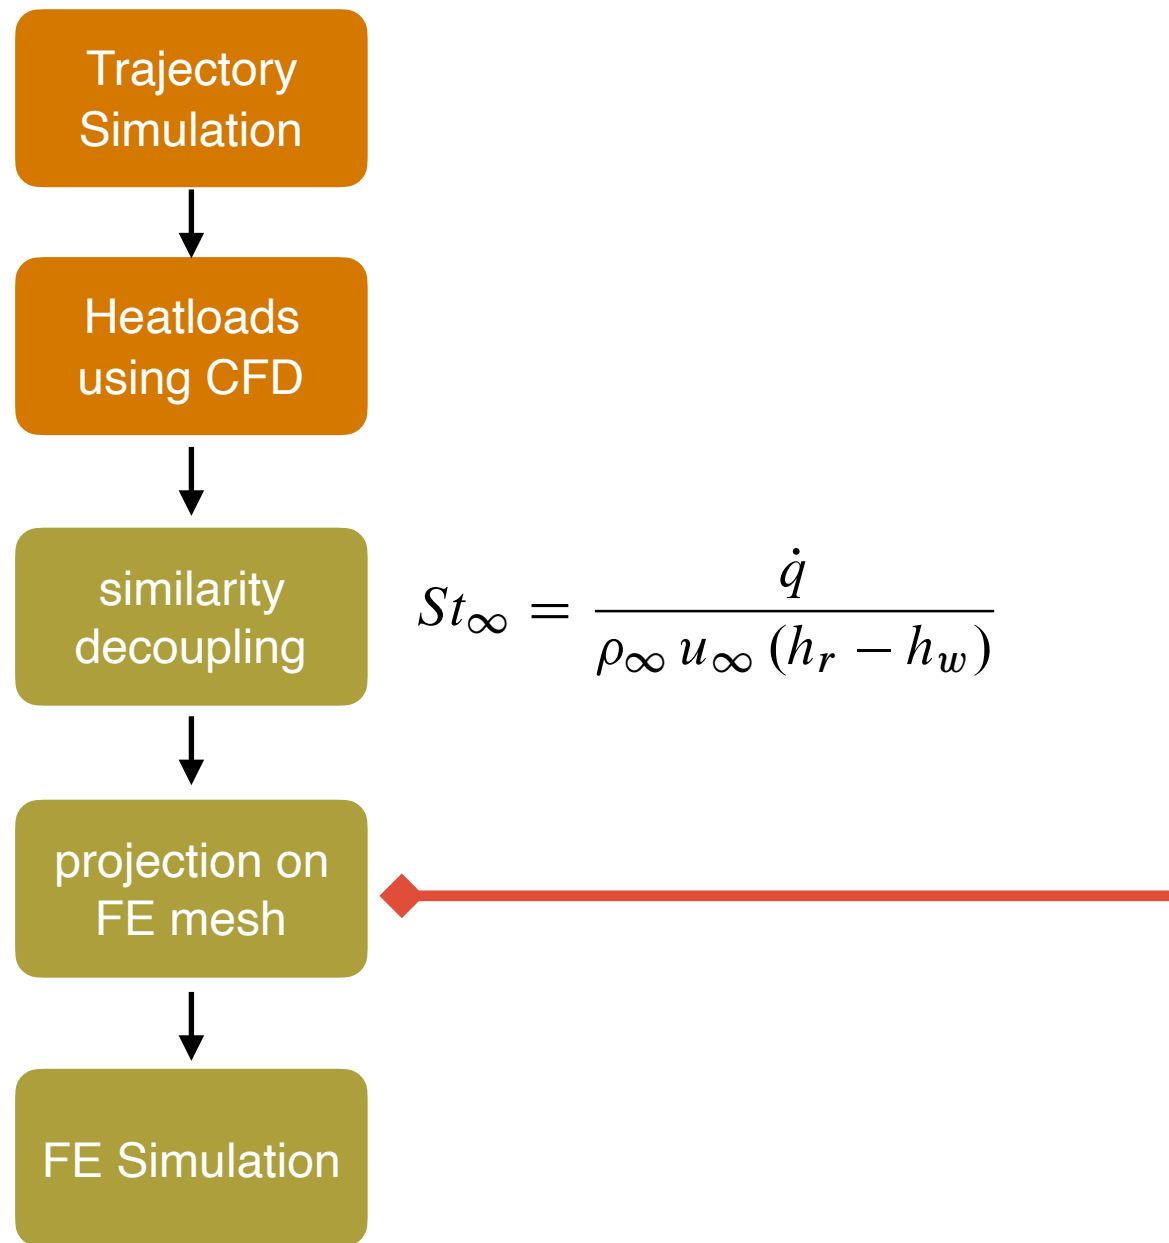 Trajectory
Simulation
Heatloads
using CFD
similarity
decoupling
St∞ = q̇ / (ρ∞ u∞ (hr − hw))
projection on
FE mesh
FE Simulation